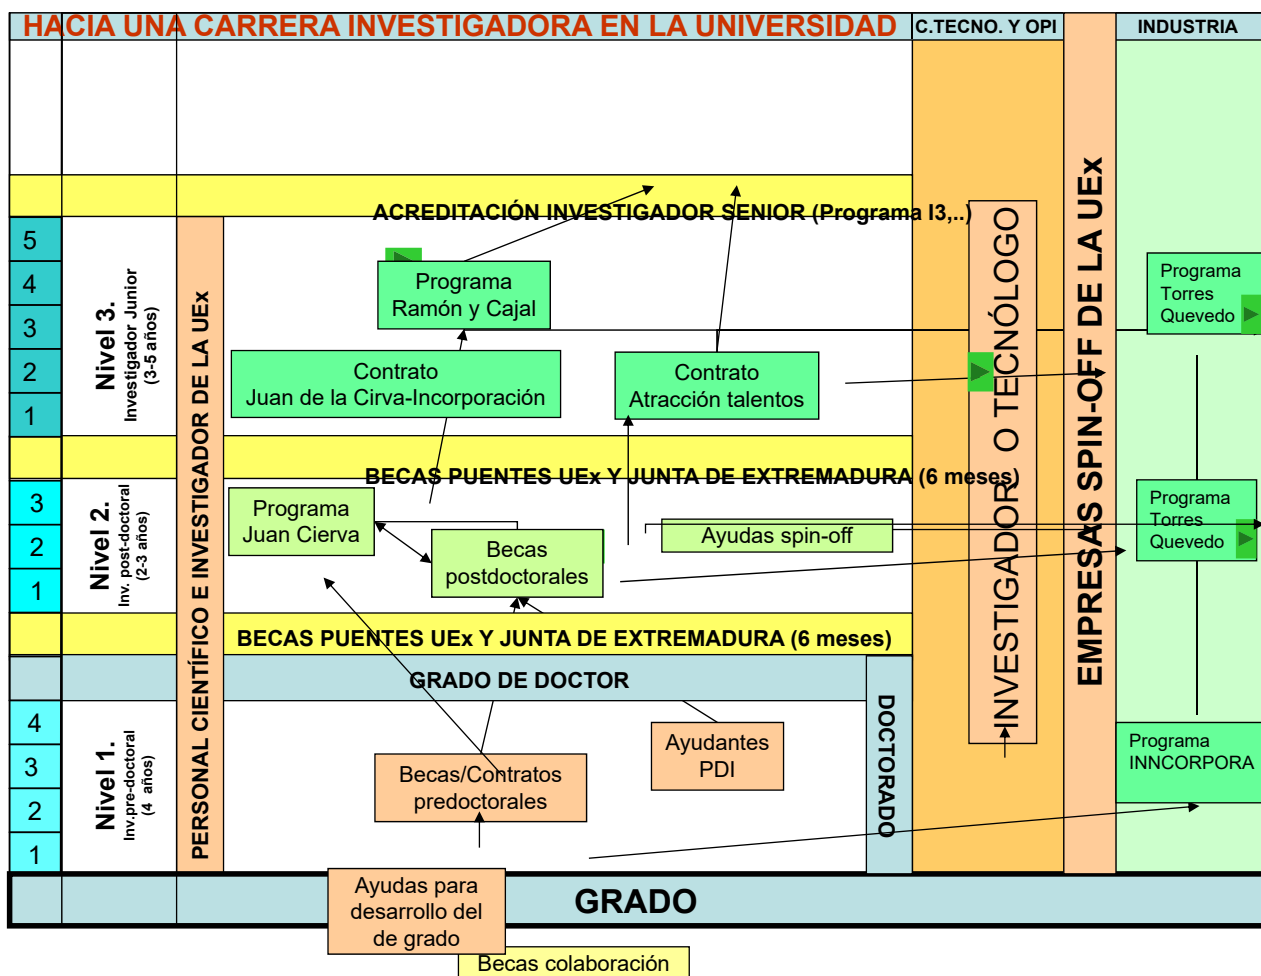 HACIA UNA CARRERA INVESTIGADORA EN LA UNIVERSIDAD
C.TECNO. Y OPI
INDUSTRIA
ACREDITACIÓN INVESTIGADOR SENIOR (Programa I3,..)
5
4
3
2
1
Nivel 3.
Investigador Junior
(3-5 años)
PERSONAL CIENTÍFICO E INVESTIGADOR DE LA UEx
Programa
Ramón y Cajal
Contrato
Juan de la Cirva-Incorporación
Contrato
Atracción talentos
INVESTIGADOR O TECNÓLOGO
EMPRESAS SPIN-OFF DE LA UEx
Programa
Torres
Quevedo
BECAS PUENTES UEx Y JUNTA DE EXTREMADURA (6 meses)
3
2
1
Nivel 2.
Inv. post-doctoral
(2-3 años)
Programa
Juan Cierva
Becas
postdoctorales
Ayudas spin-off
Programa
Torres
Quevedo
BECAS PUENTES UEx Y JUNTA DE EXTREMADURA (6 meses)
GRADO DE DOCTOR
4
3
2
1
Nivel 1.
Inv.pre-doctoral
(4 años)
Becas/Contratos
predoctorales
Ayudantes
PDI
DOCTORADO
Programa
INNCORPORA
Ayudas para
desarrollo del
de grado
GRADO
Becas colaboración